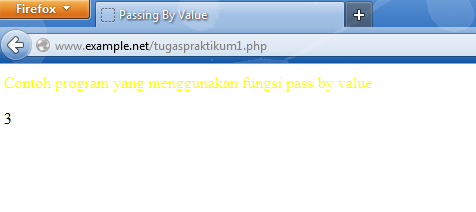 Firefox
Passing By Value
www.example.net/tugaspraktikum1.php
Contoh program yang menggunakan fungsi pass by value
3